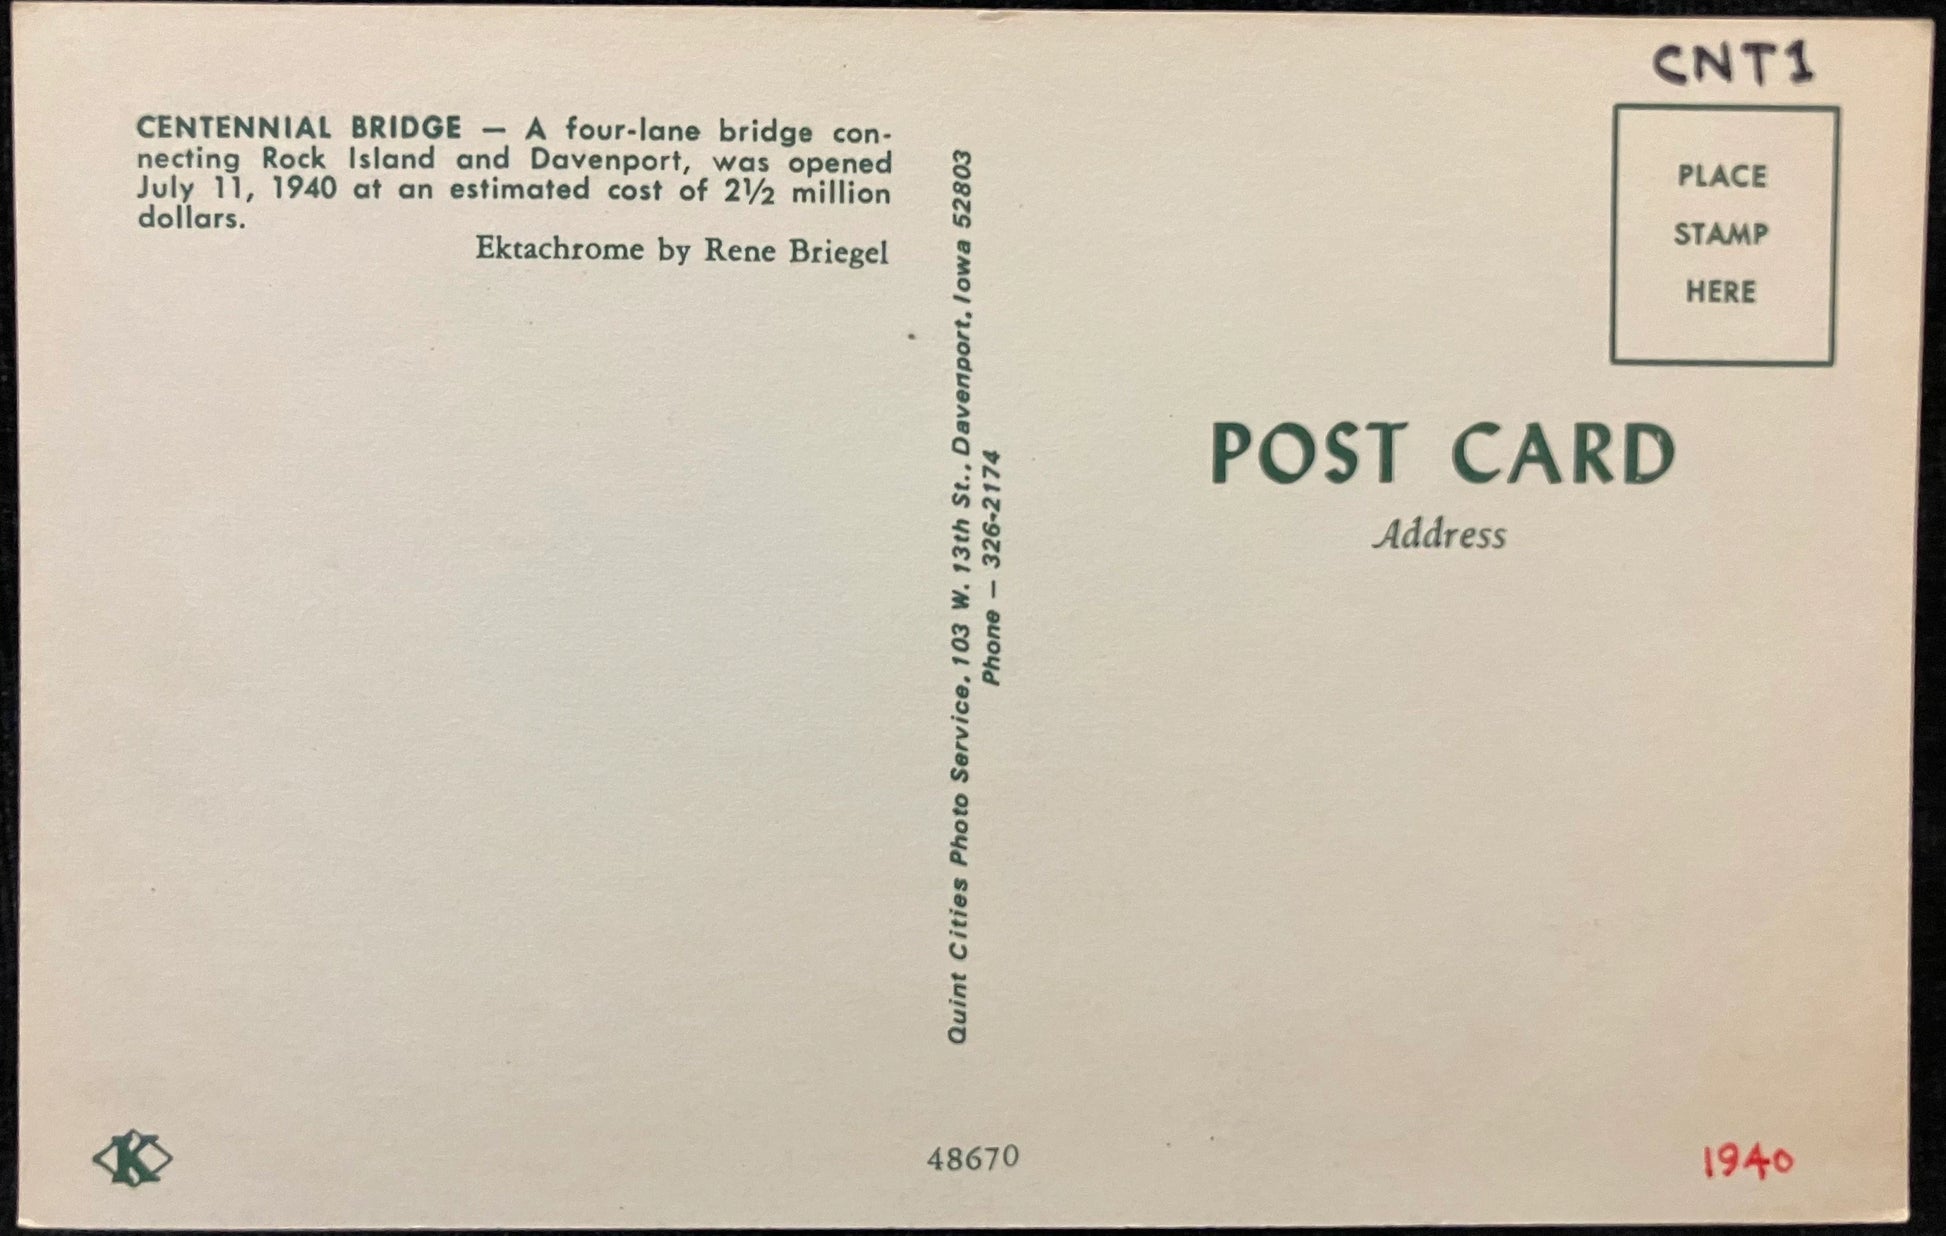 CENTENNIAL BRIDGE — A four-lane bridge con-
necting Rock Island and Davenport, was opened
July 11, 1940 at an estimated cost of 2½ million
dollars.
Ektachrome by Rene Briegel
Quint Cities Photo Service, 103 W. 13th St., Davenport, Iowa 52803
Phone — 326-2174
CNT1
PLACE
STAMP
HERE
POST CARD
Address
K
48670
1940